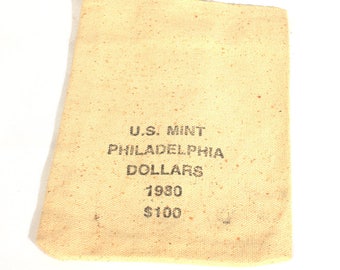 U.S. MINT
PHILADELPHIA
DOLLARS
1980
$100